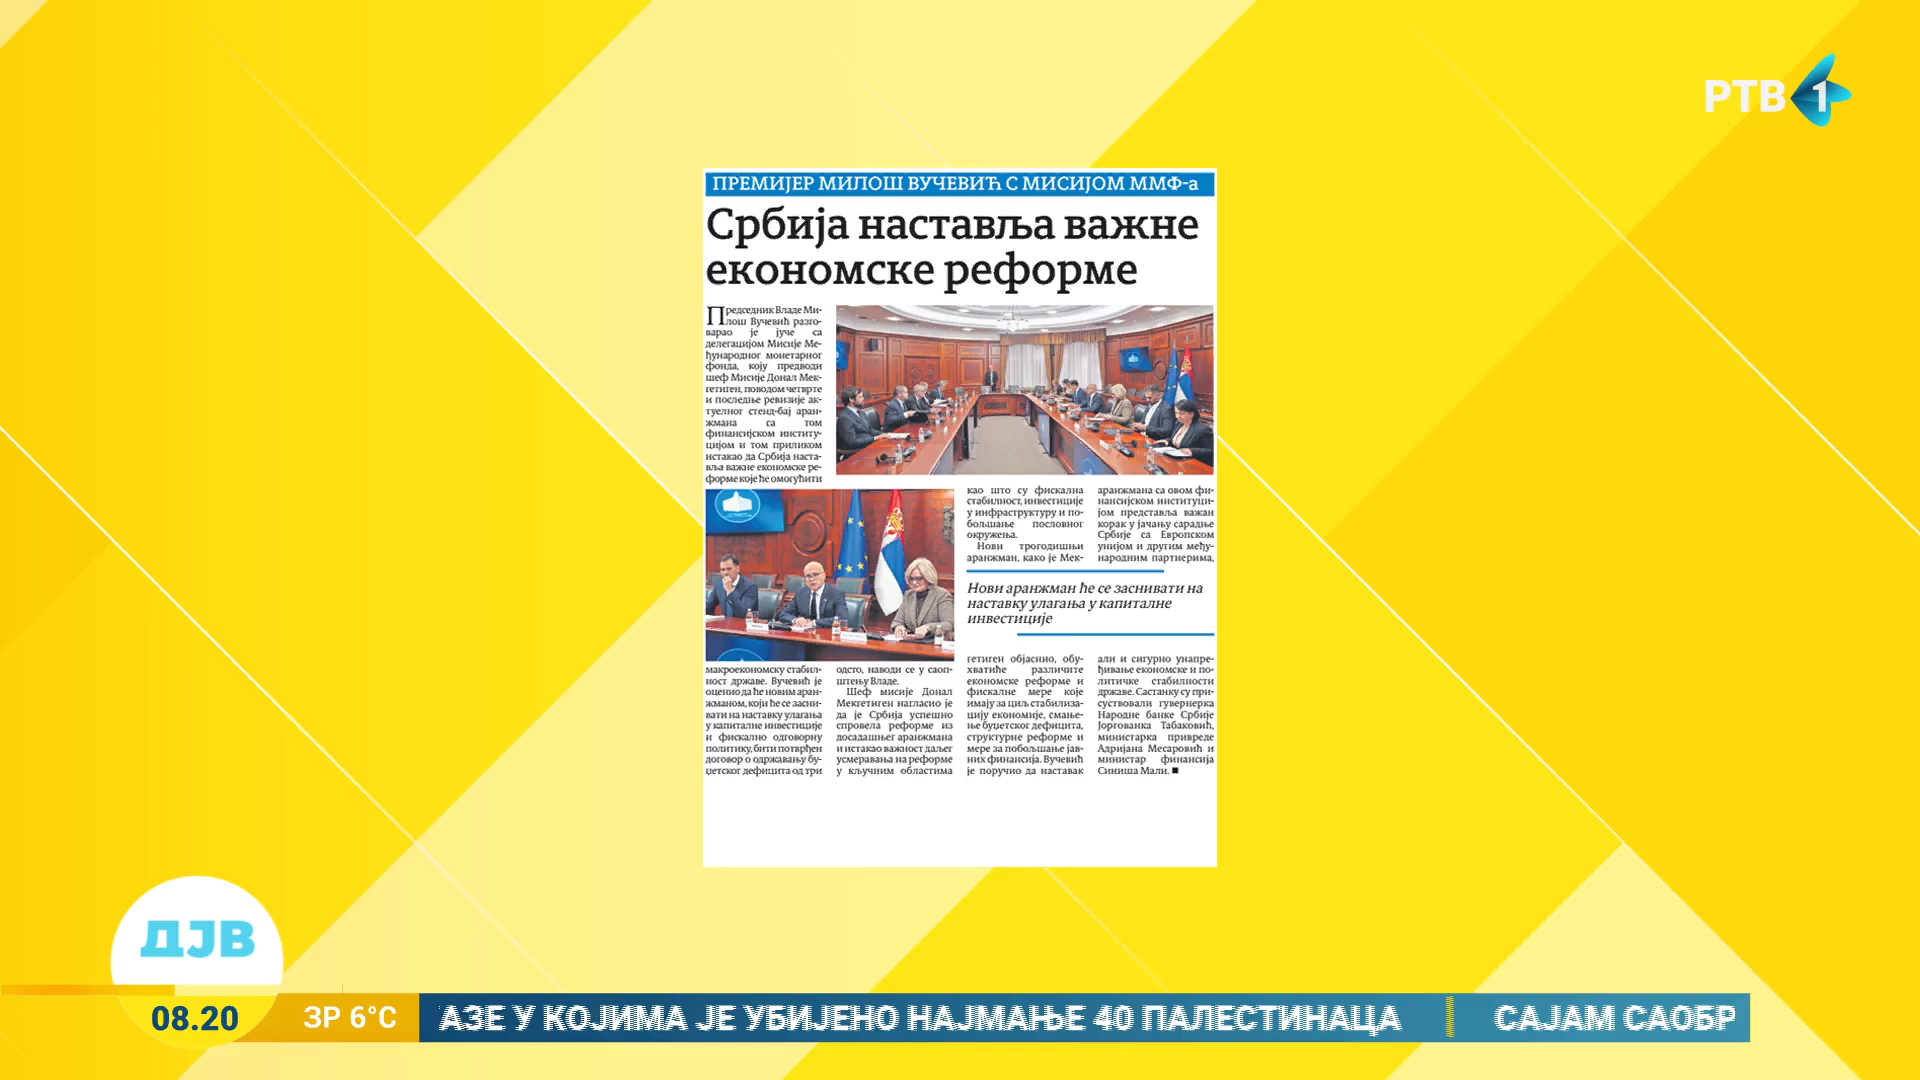 РТВ 1
ПРЕМИЈЕР МИЛОШ ВУЧЕВИЋ С МИСИЈОМ ММФ-а
Србија наставља важне
економске реформе
Председник Владе Ми-
лош Вучевић разго-
варао је јуче са
делегацијом Мисије Ме-
ђународног монетарног
фонда, коју предводи
шеф Мисије Донал Мек-
гетиген, поводом четврте
и последње ревизије ак-
туелног стенд-бај аран-
жмана са том
финансијском институ-
цијом и том приликом
истакао да Србија наста-
вља важне економске ре-
форме које ће омогућити
макроекономску стабил-
ност државе. Вучевић је
оценио да ће новим аран-
жманом, који ће се засни-
вати на наставку улагања
у капиталне инвестиције
и фискално одговорну
политику, бити потврђен
договор о одржавању бу-
џетског дефицита од три
одсто, наводи се у саоп-
штењу Владе.
Шеф мисије Донал
Мекгетиген нагласио је
да је Србија успешно
спровела реформе из
досадашњег аранжмана
и истакао важност даљег
усмеравања на реформе
у кључним областима
као што су фискална
стабилност, инвестиције
у инфраструктуру и по-
бољшање пословног
окружења.
Нови трогодишњи
аранжман, како је Мек-
гетиген објаснио, обу-
хватиће различите
економске реформе и
фискалне мере које
имају за циљ стабилиза-
цију економије, смање-
ње буџетског дефицита,
структурне реформе и
мере за побољшање јав-
них финансија. Вучевић
је поручио да наставак
аранжмана са овом фи-
нансијском институци-
јом представља важан
корак у јачању сарадње
Србије са Европском
унијом и другим међу-
народним партнерима,
али и сигурно унапре-
ђивање економске и по-
литичке стабилности
државе. Састанку су при-
суствовали гувернерка
Народне банке Србије
Јоргованка Табаковић,
министарка привреде
Адријана Месаровић и
министар финансија
Синиша Мали. ■
Нови аранжман ће се заснивати на
наставку улагања у капиталне
инвестиције
ДЈВ
08.20
ЗР 6°C
АЗЕ У КОЈИМА ЈЕ УБИЈЕНО НАЈМАЊЕ 40 ПАЛЕСТИНАЦА
САЈАМ САОБР